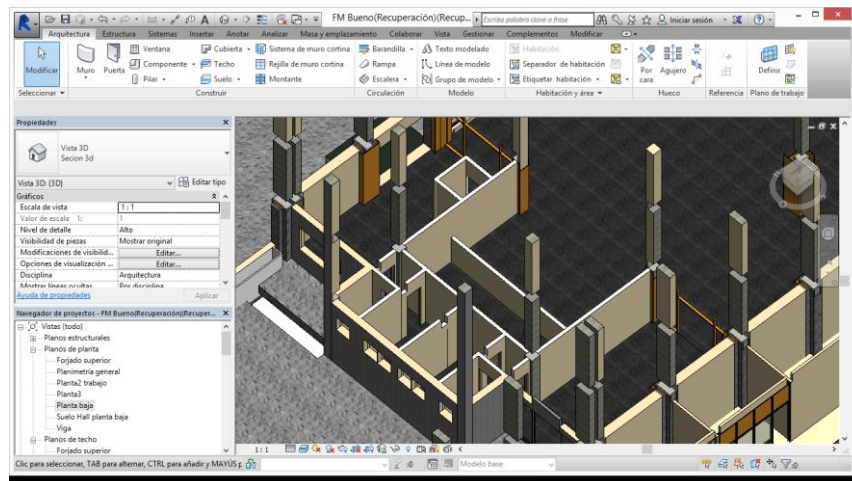 FM Bueno(Recuperación)(Recup...
Escriba palabra clave o frase
Iniciar sesión
Arquitectura Estructura Sistemas Insertar Anotar Analizar Masa y emplazamiento Colaborar Vista Gestionar Complementos Modificar
Modificar
Muro
Puerta
Ventana
Componente
Pilar
Cubierta
Techo
Suelo
Sistema de muro cortina
Rejilla de muro cortina
Montante
Barandilla
Rampa
Escalera
Texto modelado
Línea de modelo
Grupo de modelo
Habitación
Separador de habitación
Etiquetar habitación
Por cara
Agujero
Definir
Seleccionar Construir Circulación Modelo Habitación y área Hueco Referencia Plano de trabajo
Propiedades
Vista 3D
Secion 3d
Vista 3D: {3D} Editar tipo
Gráficos
Escala de vista 1 : 1
Valor de escala 1: 1
Nivel de detalle Alto
Visibilidad de piezas Mostrar original
Modificaciones de visibilid... Editar...
Opciones de visualización ... Editar...
Disciplina Arquitectura
Mostrar líneas ocultas Por disciplina
Ayuda de propiedades Aplicar
Navegador de proyectos - FM Bueno(Recuperación)(Recuper...
Vistas (todo)
Planos estructurales
Planos de planta
Forjado superior
Planimetría general
Planta2 trabajo
Planta3
Planta baja
Suelo Hall planta baja
Viga
Planos de techo
Forjado superior
1 : 1
Clic para seleccionar, TAB para alternar, CTRL para añadir y MAYÚS
:0
Modelo base
:0